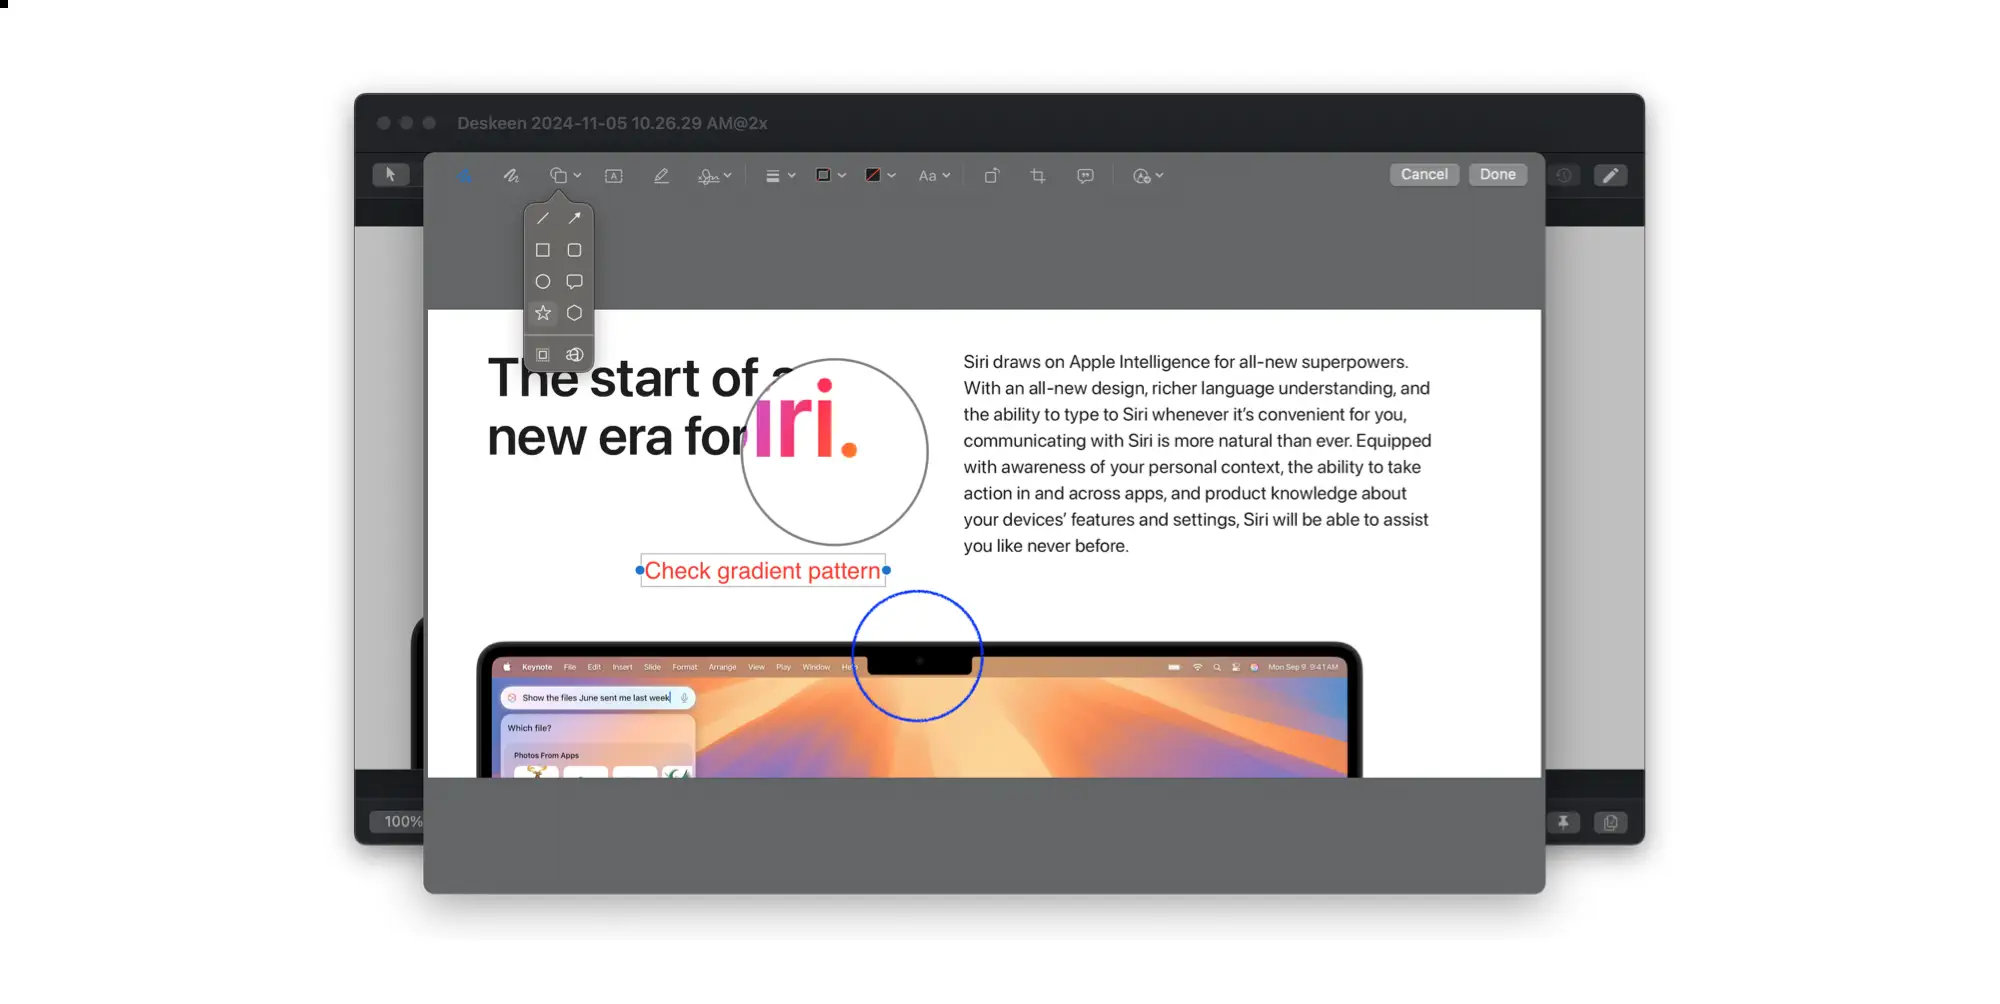 Deskeen 2024-11-05 10.26.29 AM@2x
A
Aa
Cancel
Done
The start of a
new era for
iri.
Siri draws on Apple Intelligence for all-new superpowers.
With an all-new design, richer language understanding, and
the ability to type to Siri whenever it’s convenient for you,
communicating with Siri is more natural than ever. Equipped
with awareness of your personal context, the ability to take
action in and across apps, and product knowledge about
your devices’ features and settings, Siri will be able to assist
you like never before.
Check gradient pattern
Keynote File Edit Insert Slide Format Arrange View Play Window Help
Mon Sep 9 9:41 AM
Show the files June sent me last week
Which file?
Photos From Apps
100%